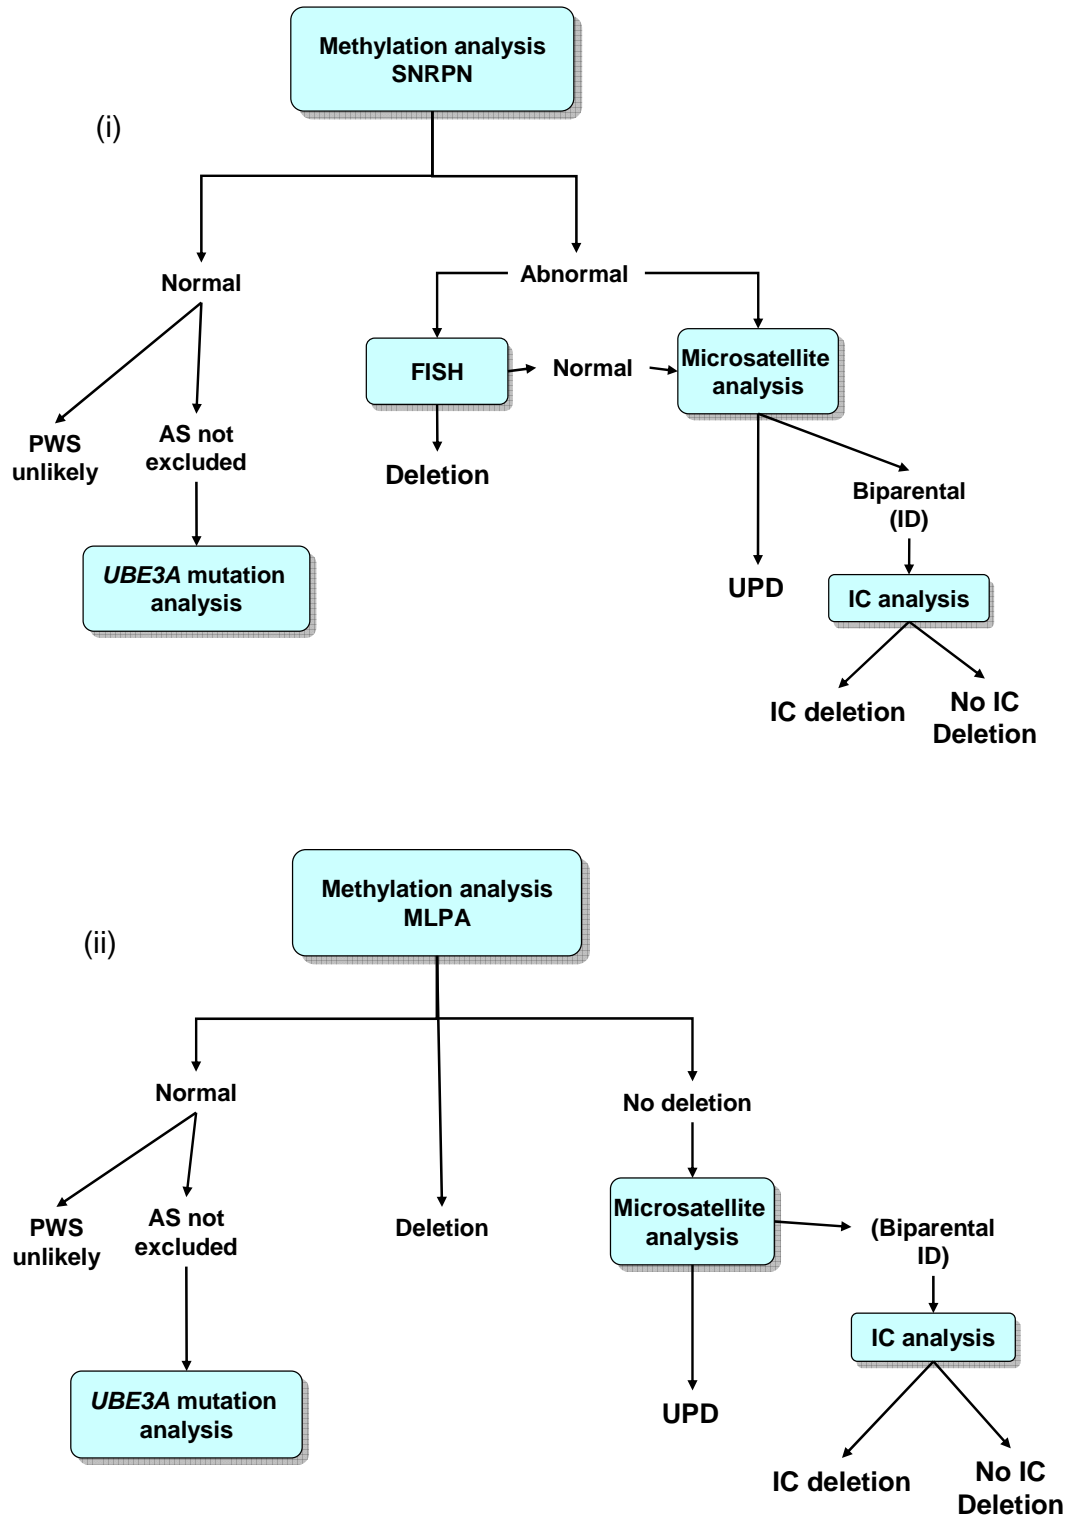 Methylation analysis
SNRPN
(i)
Normal
Abnormal
FISH
Normal
Microsatellite
analysis
PWS
unlikely
AS not
excluded
Deletion
Biparental
(ID)
UBE3A mutation
analysis
UPD
IC analysis
IC deletion
No IC
Deletion
Methylation analysis
MLPA
(ii)
Normal
No deletion
PWS
unlikely
AS not
excluded
Deletion
Microsatellite
analysis
(Biparental
ID)
IC analysis
UBE3A mutation
analysis
UPD
IC deletion
No IC
Deletion